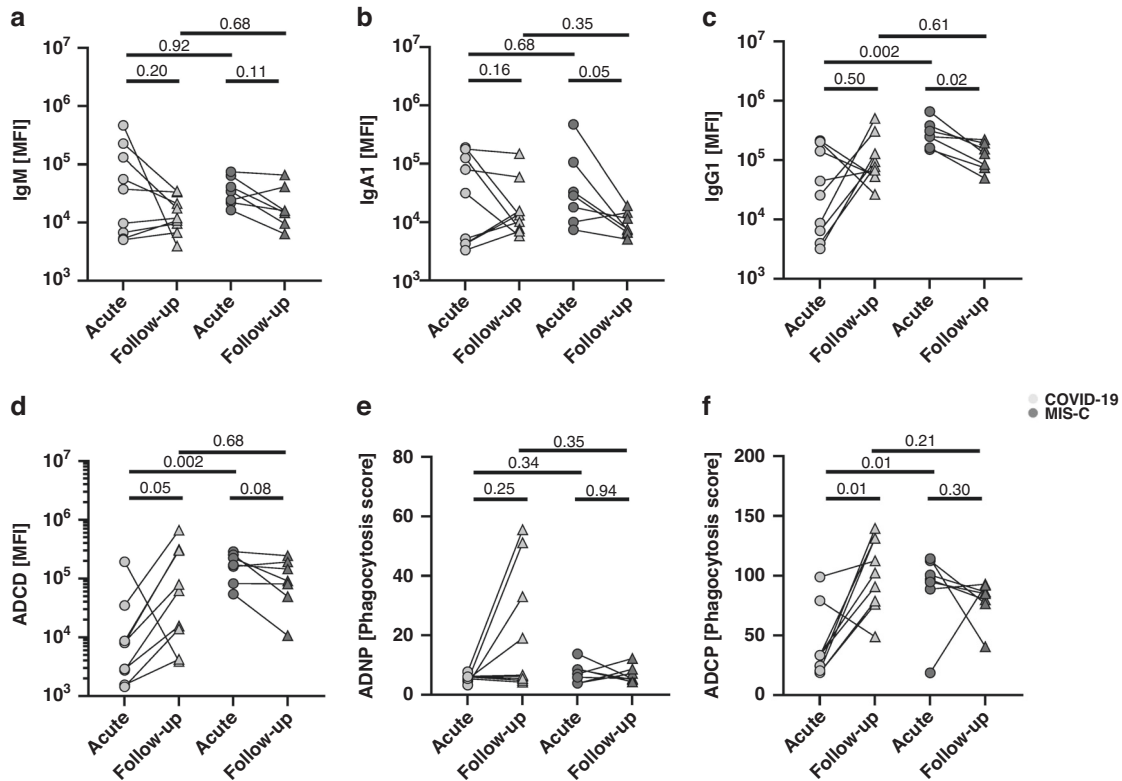 a
0.68
0.92
0.20
0.11
10⁷
10⁶
10⁵
10⁴
10³
IgM [MFI]
Acute
Follow-up
Acute
Follow-up
b
0.35
0.68
0.16
0.05
10⁷
10⁶
10⁵
10⁴
10³
IgA1 [MFI]
Acute
Follow-up
Acute
Follow-up
c
0.61
0.002
0.50
0.02
10⁷
10⁶
10⁵
10⁴
10³
IgG1 [MFI]
Acute
Follow-up
Acute
Follow-up
COVID-19
MIS-C
d
0.68
0.002
0.05
0.08
10⁷
10⁶
10⁵
10⁴
10³
ADCD [MFI]
Acute
Follow-up
Acute
Follow-up
e
0.35
0.34
0.25
0.94
80
60
40
20
0
ADNP [Phagocytosis score]
Acute
Follow-up
Acute
Follow-up
f
0.21
0.01
0.01
0.30
200
150
100
50
0
ADCP [Phagocytosis score]
Acute
Follow-up
Acute
Follow-up